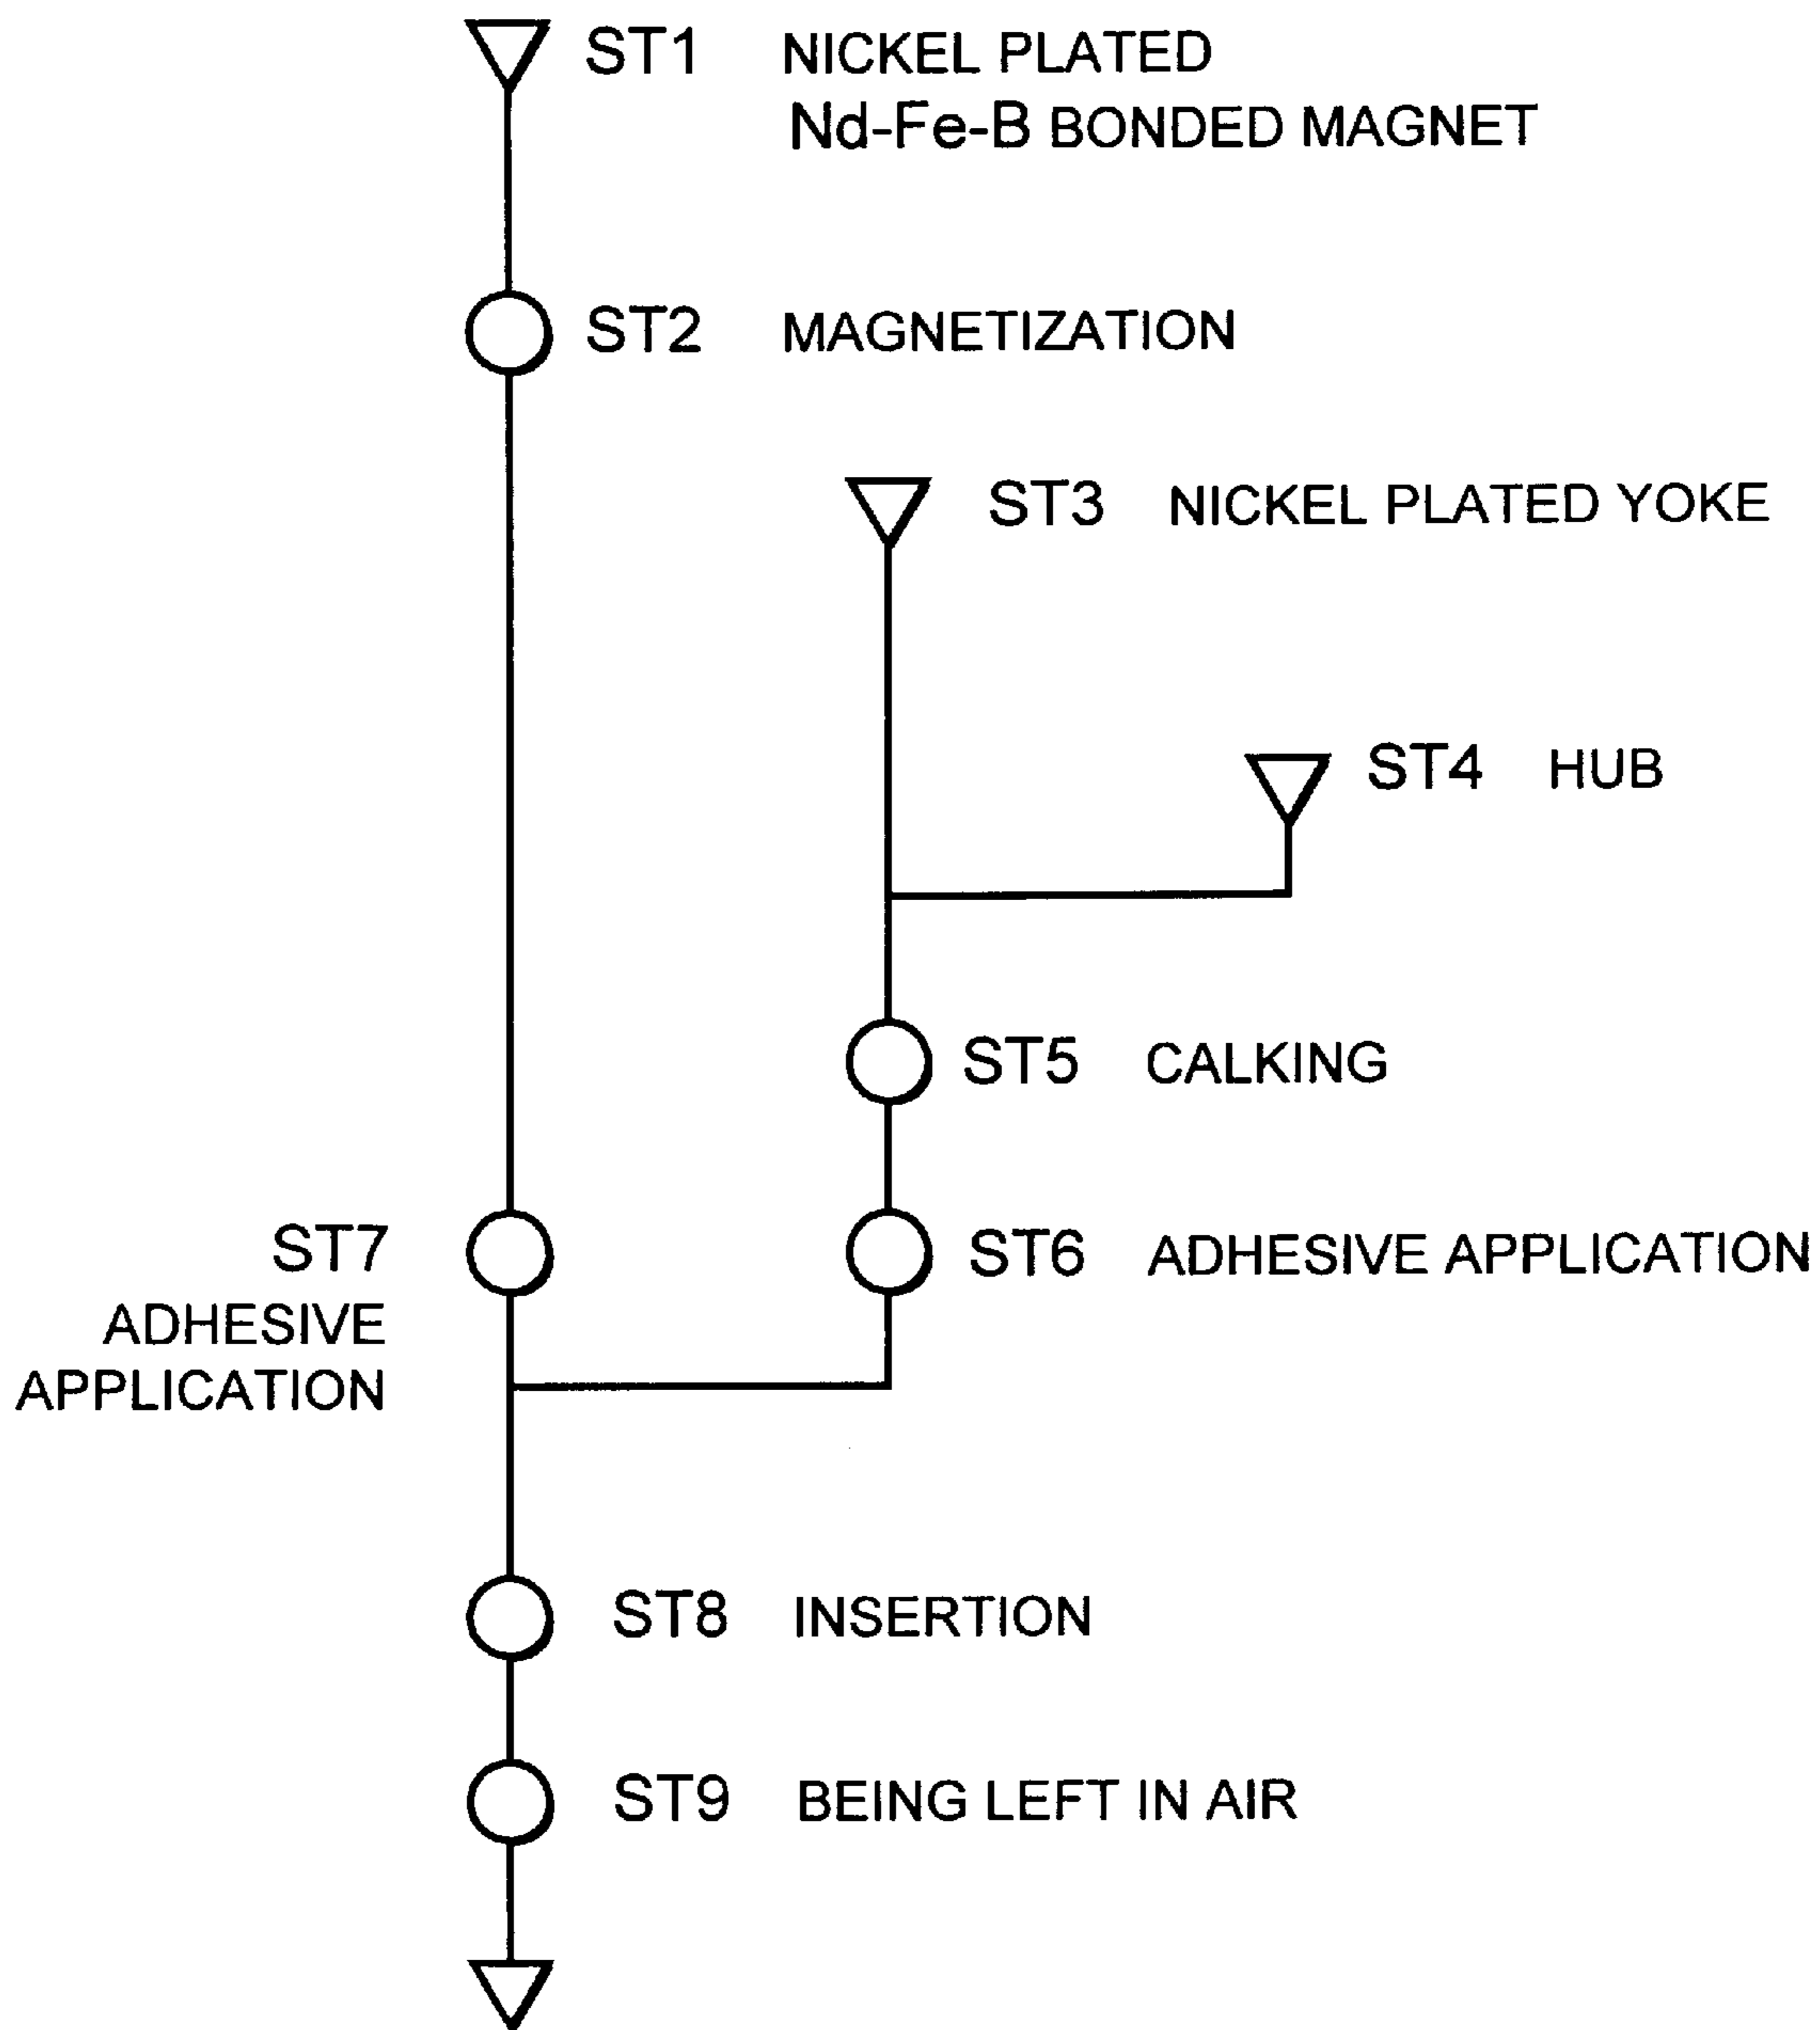 ST1 NICKEL PLATED
Nd-Fe-B BONDED MAGNET
ST2 MAGNETIZATION
ST3 NICKEL PLATED YOKE
ST4 HUB
ST5 CALKING
ST7
ADHESIVE
APPLICATION
ST6 ADHESIVE APPLICATION
ST8 INSERTION
ST9 BEING LEFT IN AIR